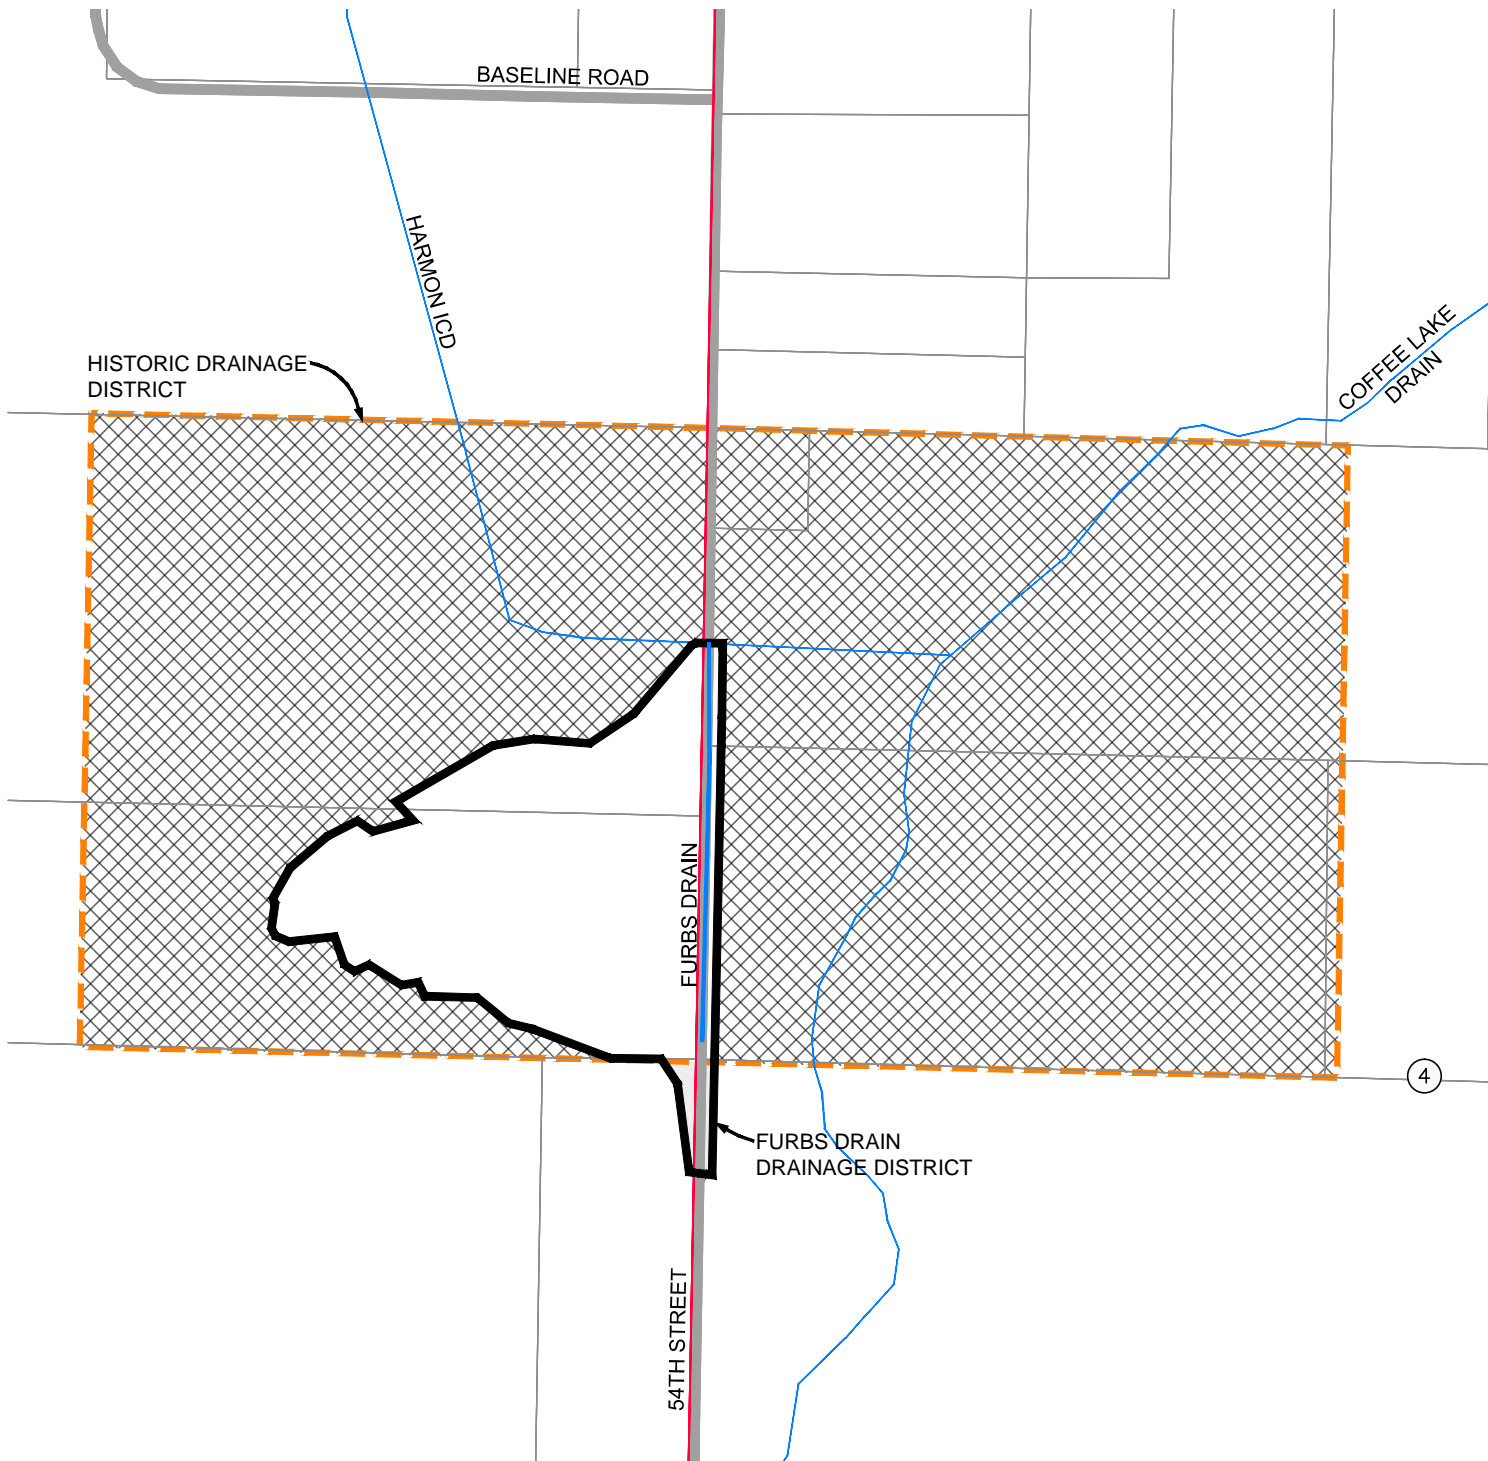 BASELINE ROAD
HARMON ICD
HISTORIC DRAINAGE
DISTRICT
COFFEE LAKE
DRAIN
FURBS DRAIN
4
FURBS DRAIN
DRAINAGE DISTRICT
54TH STREET